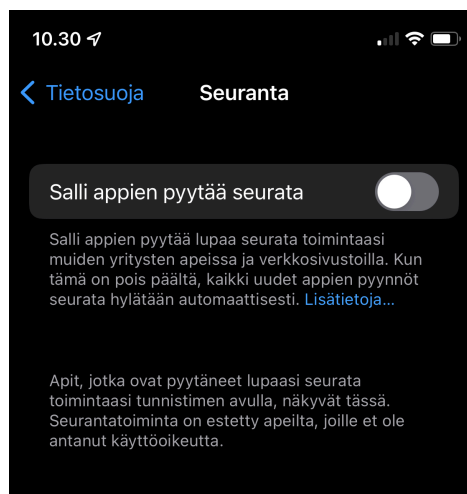 10.30
Tietosuoja
Seuranta
Salli appien pyytää seurata
Salli appien pyytää lupaa seurata toimintaasi
muiden yritysten apeissa ja verkkosivustoilla. Kun
tämä on pois päältä, kaikki uudet appien pyynnöt
seurata hylätään automaattisesti. Lisätietoja...
Apit, jotka ovat pyytäneet lupaasi seurata
toimintaasi tunnistimen avulla, näkyvät tässä.
Seurantatoiminta on estetty apeilta, joille et ole
antanut käyttöoikeutta.